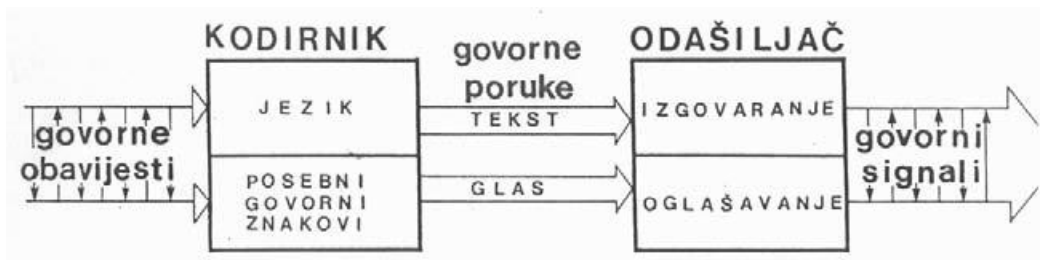 KODIRNIK
govorne
poruke
ODAŠILJAČ
govorne
obavijesti
JEZIK
POSEBNI
GOVORNI
ZNAKOVI
TEKST
GLAS
IZGOVARANJE
OGLAŠAVANJE
govorni
signali